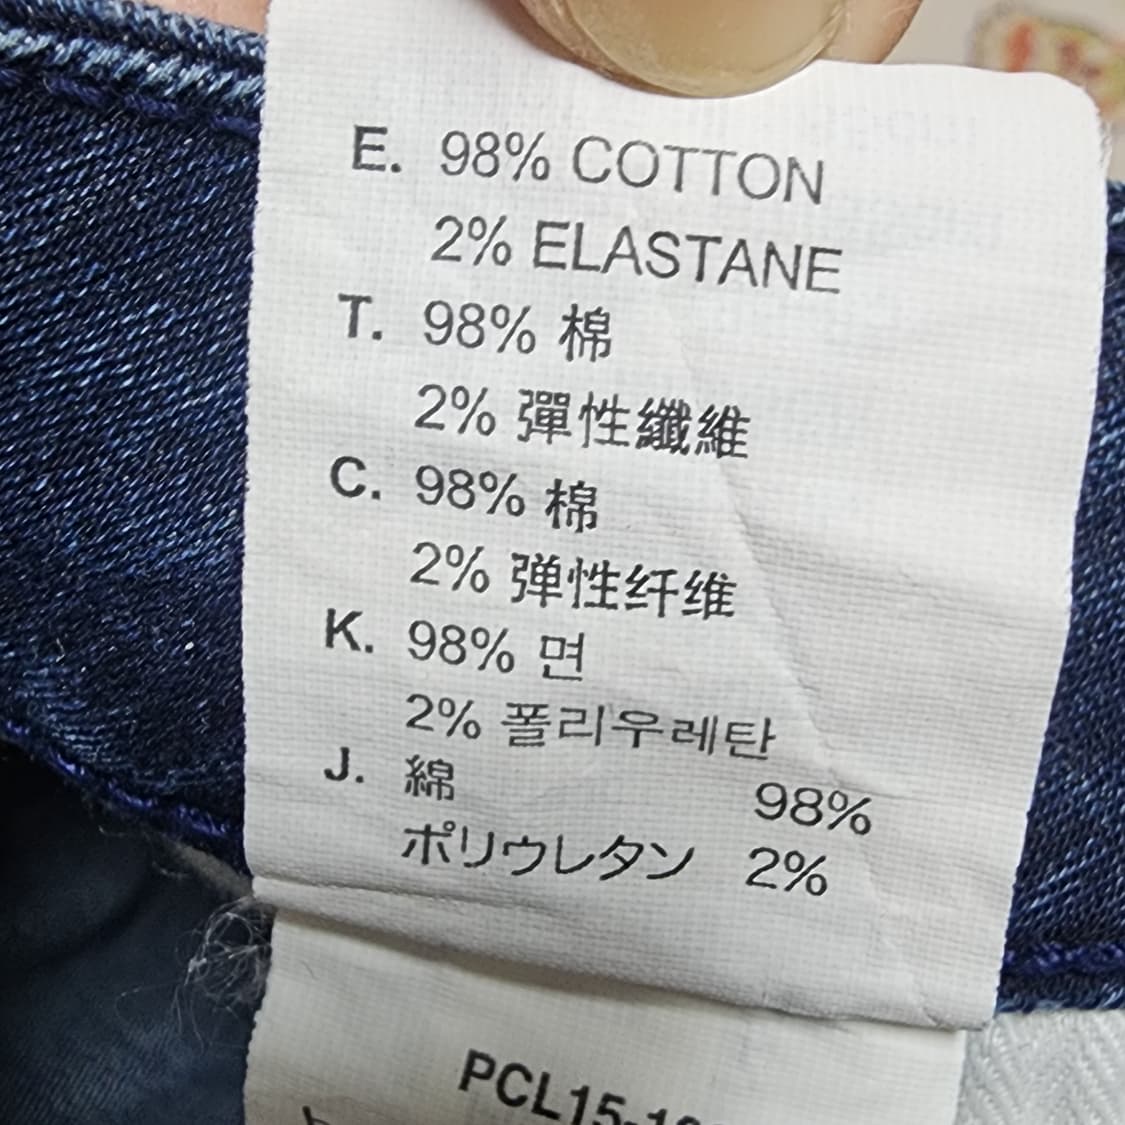 E. 98% COTTON
2% ELASTANE
T. 98% 棉
2% 彈性纖維
C. 98% 棉
2% 弹性纤维
K. 98% 면
2% 폴리우레탄
J. 綿 98%
ポリウレタン 2%